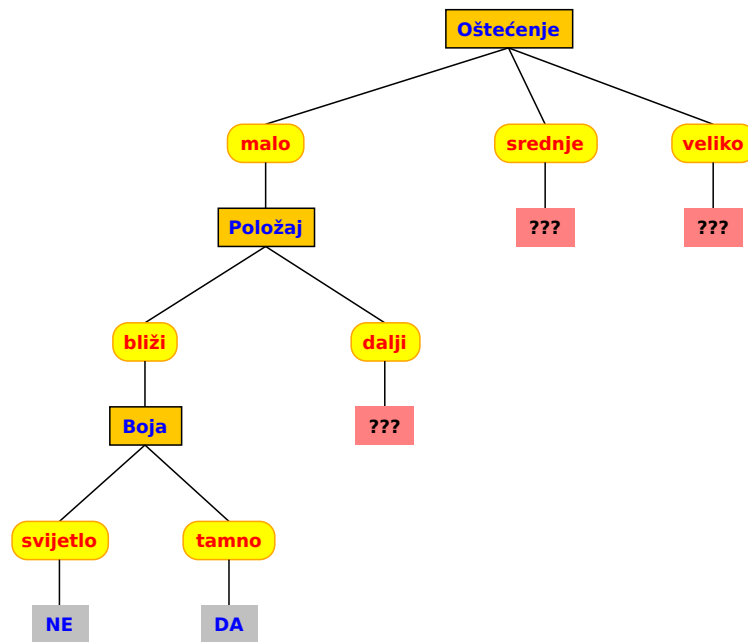 Oštećenje
malo
srednje
veliko
Položaj
???
???
bliži
dalji
Boja
???
svijetlo
tamno
NE
DA